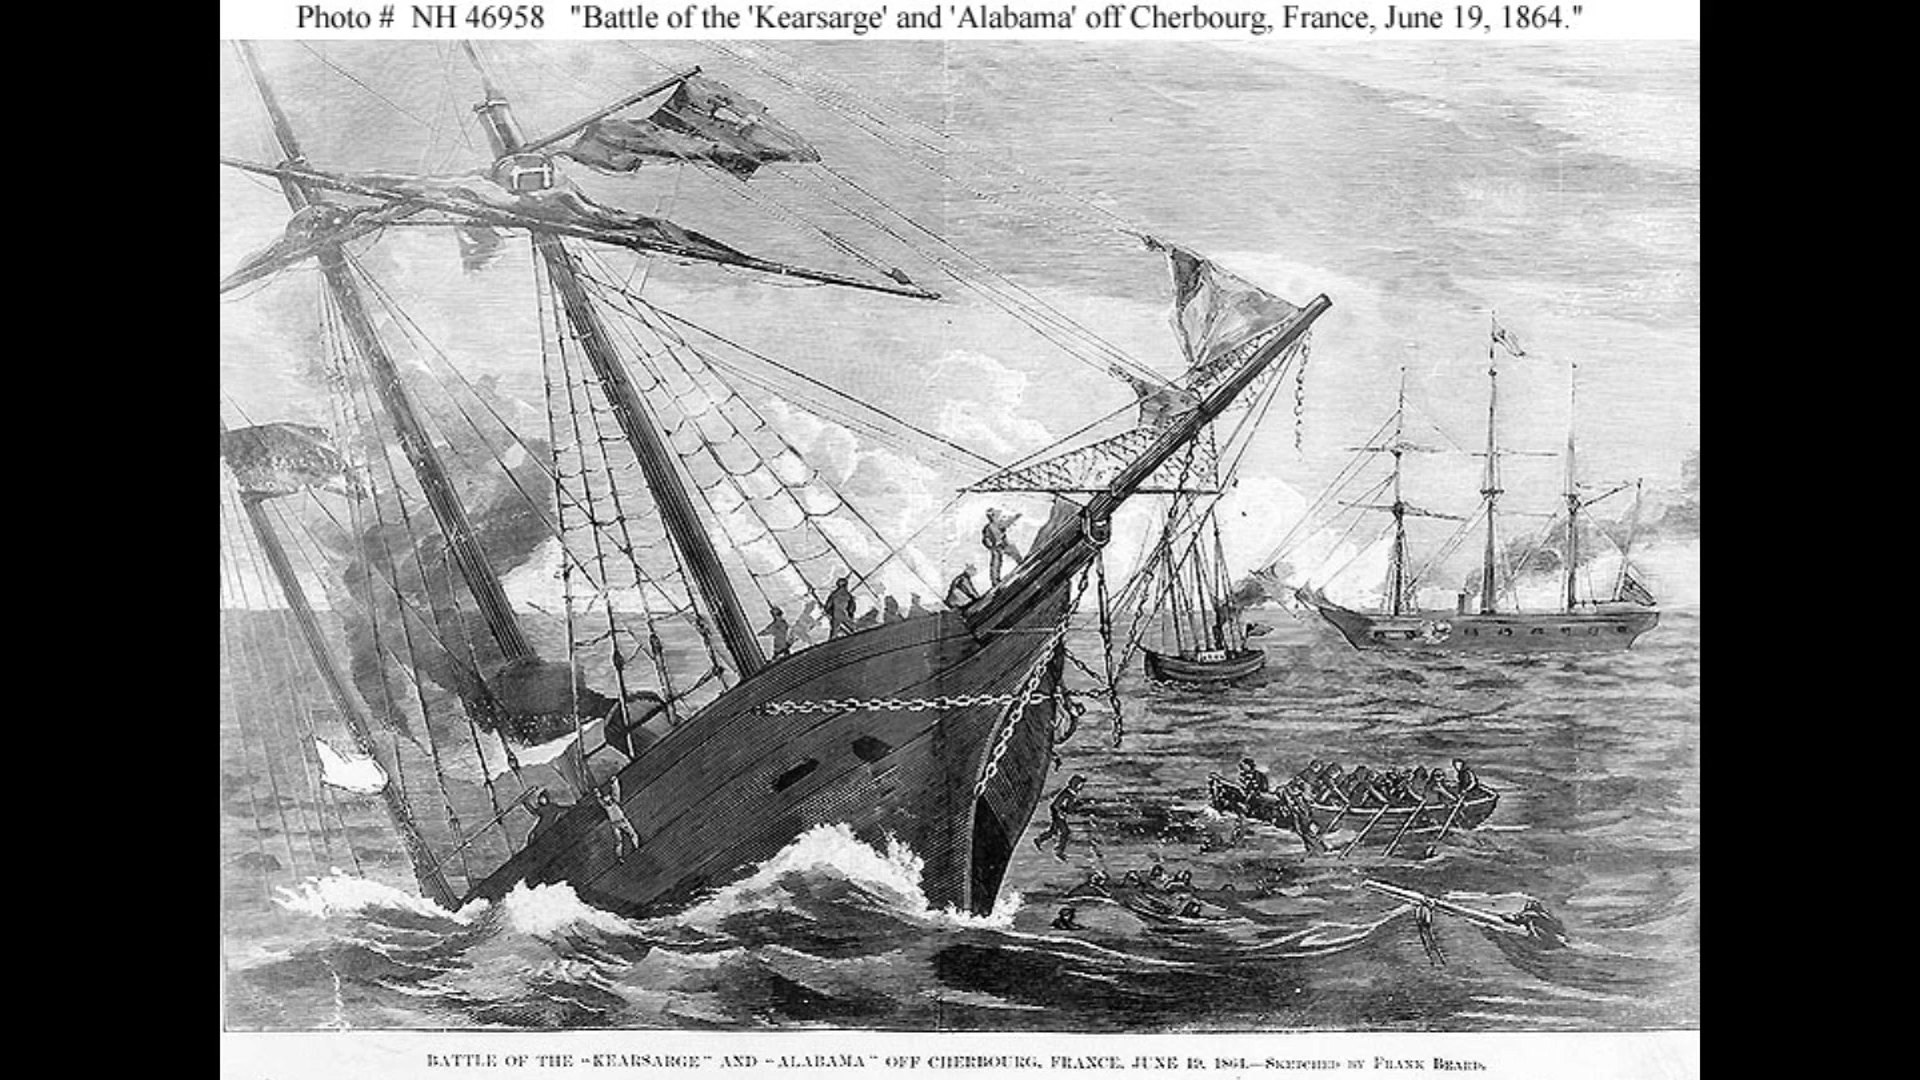 Photo # NH 46958 "Battle of the 'Kearsarge' and 'Alabama' off Cherbourg, France, June 19, 1864."
BATTLE OF THE "KEARSARGE" AND "ALABAMA" OFF CHERBOURG, FRANCE, JUNE 19, 1864.—SKETCHED BY FRANK BEARD.